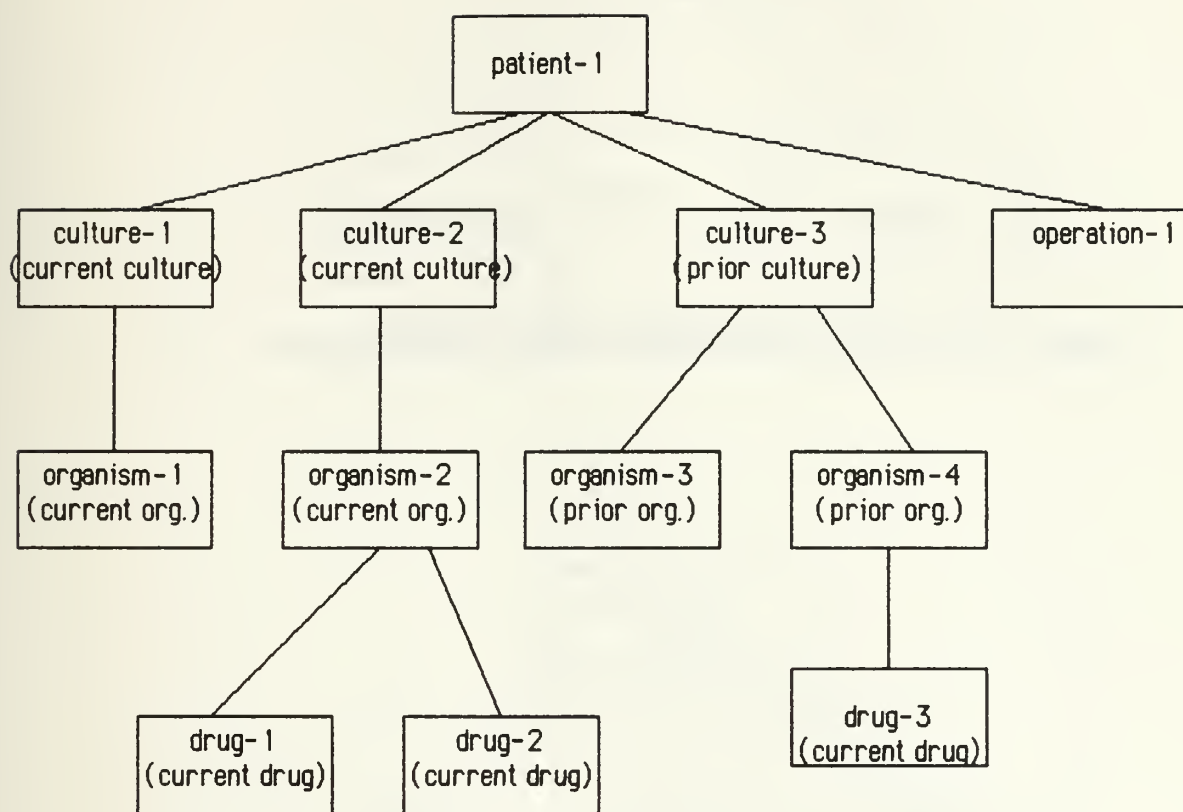 patient-1
culture-1
(current culture)
culture-2
(current culture)
culture-3
(prior culture)
operation-1
organism-1
(current org.)
organism-2
(current org.)
organism-3
(prior org.)
organism-4
(prior org.)
drug-1
(current drug)
drug-2
(current drug)
drug-3
(current drug)